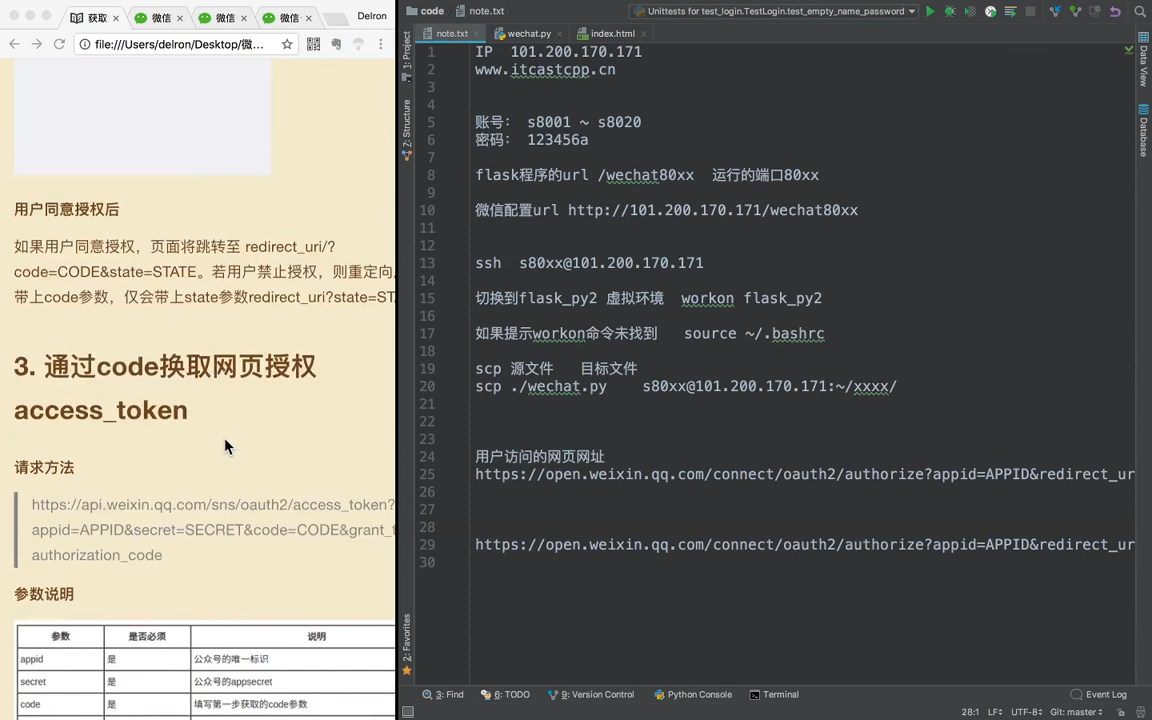 获取
微信
微信
微信
Delron
file:///Users/delron/Desktop/微...
用户同意授权后
如果用户同意授权，页面将跳转至 redirect_uri/?
code=CODE&state=STATE。若用户禁止授权，则重定向
带上code参数，仅会带上state参数redirect_uri?state=ST
3. 通过code换取网页授权
access_token
请求方法
https://api.weixin.qq.com/sns/oauth2/access_token?
appid=APPID&secret=SECRET&code=CODE&grant_t
authorization_code
参数说明
参数 是否必须 说明
appid 是 公众号的唯一标识
secret 是 公众号的appsecret
code 是 填写第一步获取的code参数
code note.txt
Unittests for test_login.TestLogin.test_empty_name_password
note.txt wechat.py index.html
1: Project
7: Structure
2: Favorites
Data View
Database
1 IP 101.200.170.171
2 www.itcastcpp.cn
3
4
5 账号： s8001 ~ s8020
6 密码： 123456a
7
8 flask程序的url /wechat80xx 运行的端口80xx
9
10 微信配置url http://101.200.170.171/wechat80xx
11
12
13 ssh s80xx@101.200.170.171
14
15 切换到flask_py2 虚拟环境 workon flask_py2
16
17 如果提示workon命令未找到 source ~/.bashrc
18
19 scp 源文件 目标文件
20 scp ./wechat.py s80xx@101.200.170.171:~/xxxx/
21
22
23
24 用户访问的网页网址
25 https://open.weixin.qq.com/connect/oauth2/authorize?appid=APPID&redirect_ur
26
27
28
29 https://open.weixin.qq.com/connect/oauth2/authorize?appid=APPID&redirect_ur
30
3: Find 6: TODO 9: Version Control Python Console Terminal Event Log
28:1 LF÷ UTF-8÷ Git: master÷